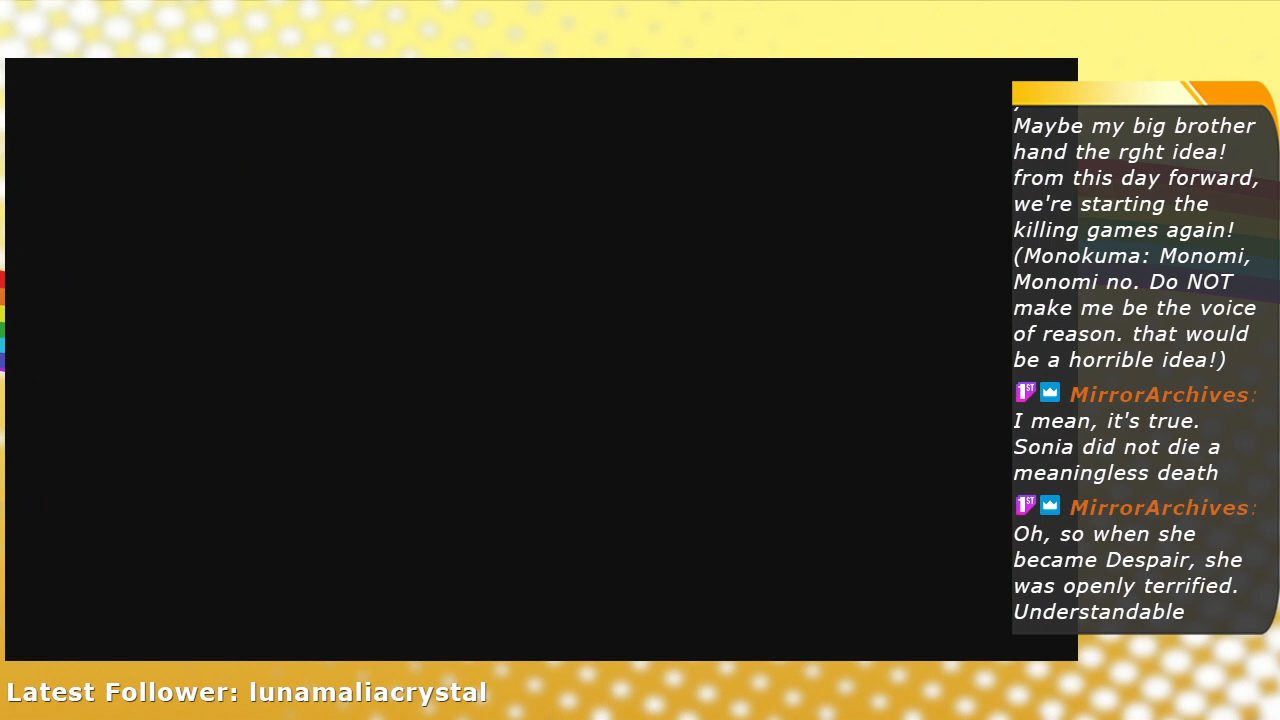 Maybe my big brother
hand the rght idea!
from this day forward,
we're starting the
killing games again!
(Monokuma: Monomi,
Monomi no. Do NOT
make me be the voice
of reason. that would
be a horrible idea!)
1ST MirrorArchives:
I mean, it's true.
Sonia did not die a
meaningless death
1ST MirrorArchives:
Oh, so when she
became Despair, she
was openly terrified.
Understandable
Latest Follower: lunamaliacrystal